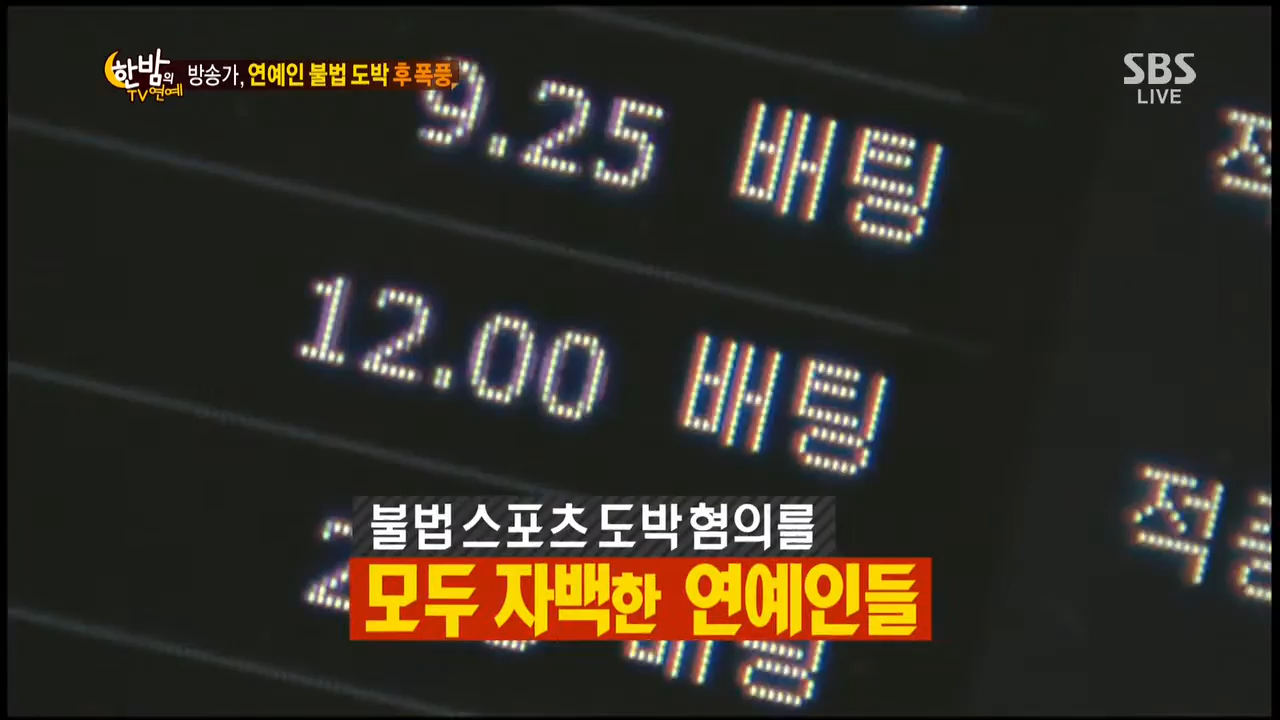 한밤의
TV연예
방송가, 연예인 불법 도박 후폭풍
SBS
LIVE
9.25 배팅
12.00 배팅
불법 스포츠 도박 혐의를
모두 자백한 연예인들
배팅